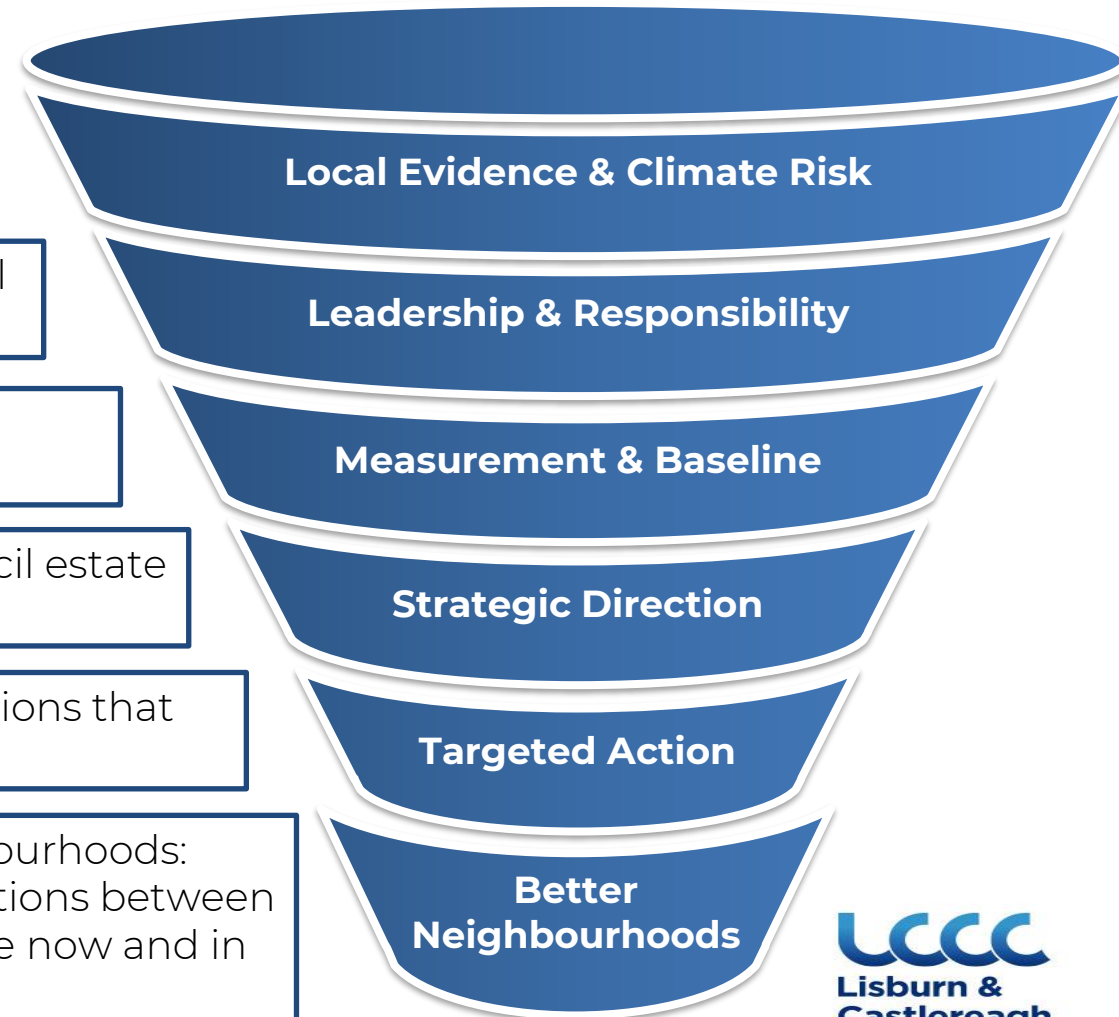 Local Evidence & Climate Risk
Leadership & Responsibility
Measurement & Baseline
cil estate
Strategic Direction
ions that
Targeted Action
ourhoods:
tions between
e now and in
Better
Neighbourhoods
LCCC
Lisburn &
Castlereagh